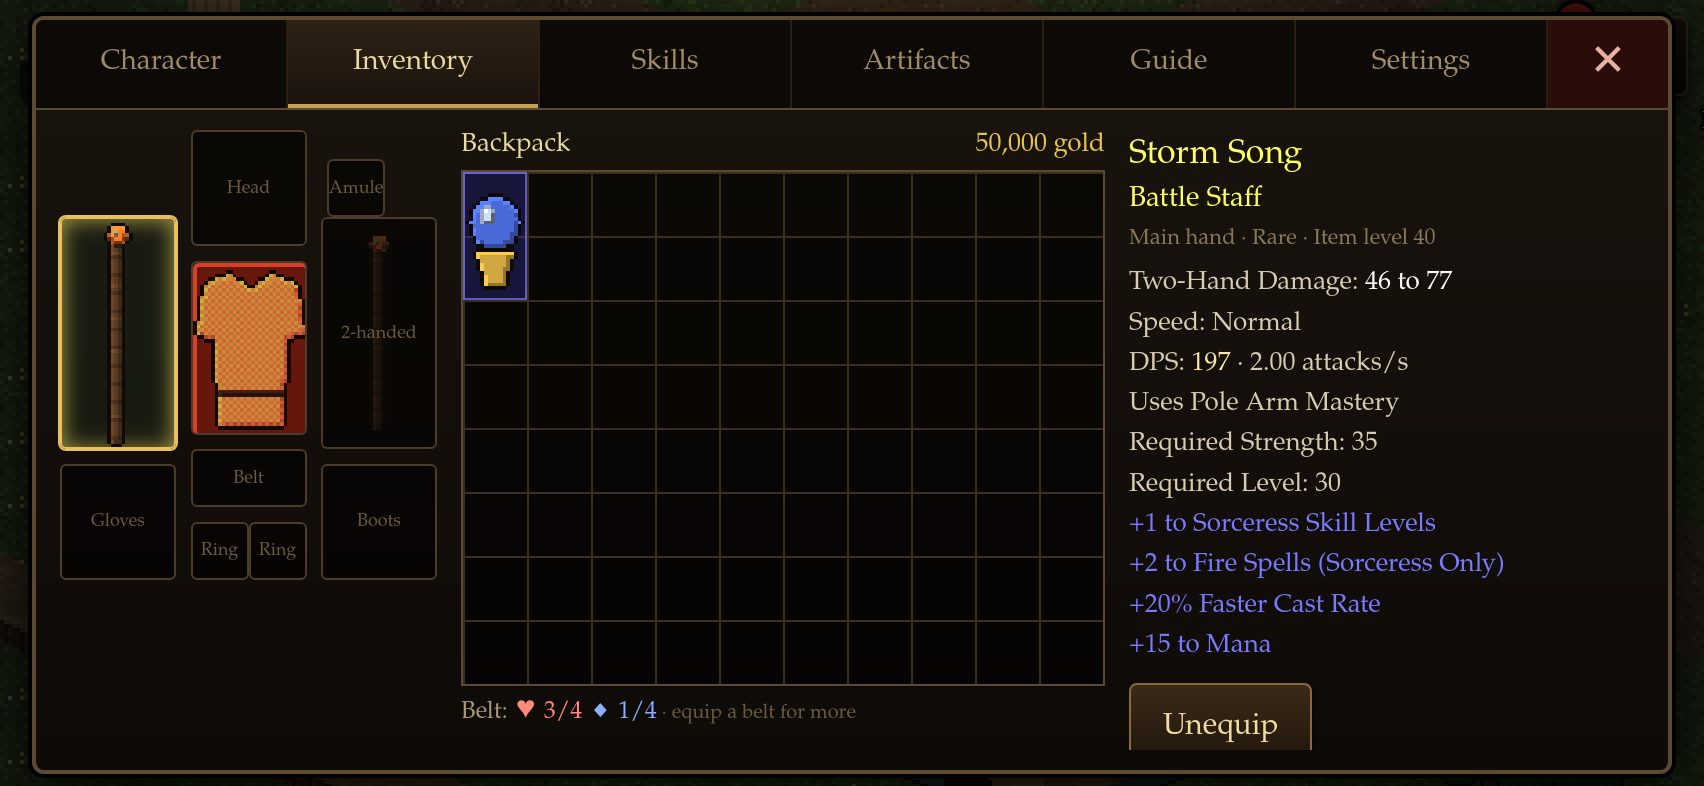 Character
Inventory
Skills
Artifacts
Guide
Settings
✕
Head
Amule
2-handed
Belt
Gloves
Ring
Ring
Boots
Backpack
50,000 gold
Belt: ♥ 3/4 ♦ 1/4 · equip a belt for more
Storm Song
Battle Staff
Main hand · Rare · Item level 40
Two-Hand Damage: 46 to 77
Speed: Normal
DPS: 197 · 2.00 attacks/s
Uses Pole Arm Mastery
Required Strength: 35
Required Level: 30
+1 to Sorceress Skill Levels
+2 to Fire Spells (Sorceress Only)
+20% Faster Cast Rate
+15 to Mana
Unequip